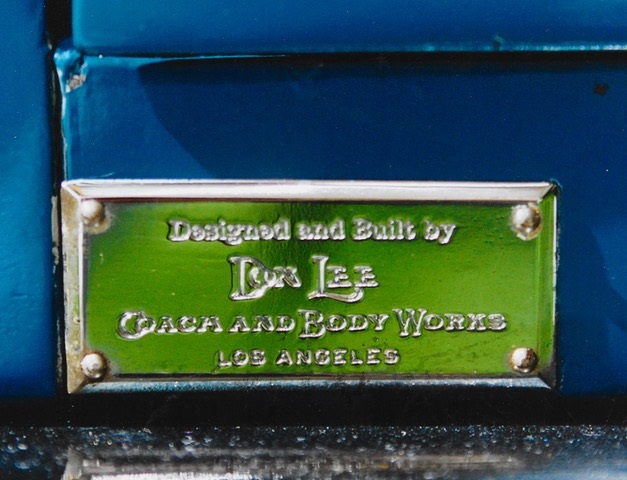 Designed and Built by
DON LEE
COACH AND BODY WORKS
LOS ANGELES